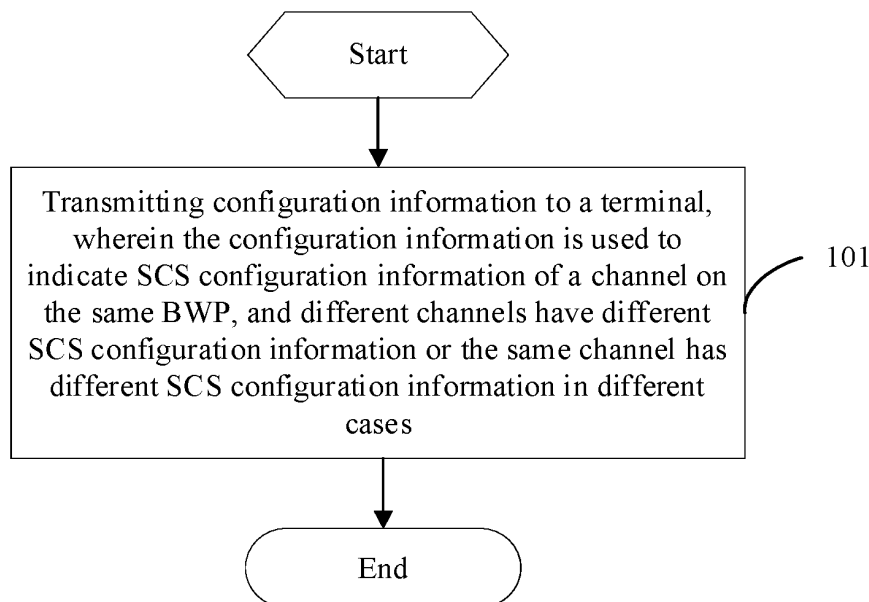 Start
Transmitting configuration information to a terminal,
wherein the configuration information is used to
indicate SCS configuration information of a channel on
the same BWP, and different channels have different
SCS configuration information or the same channel has
different SCS configuration information in different
cases
101
End